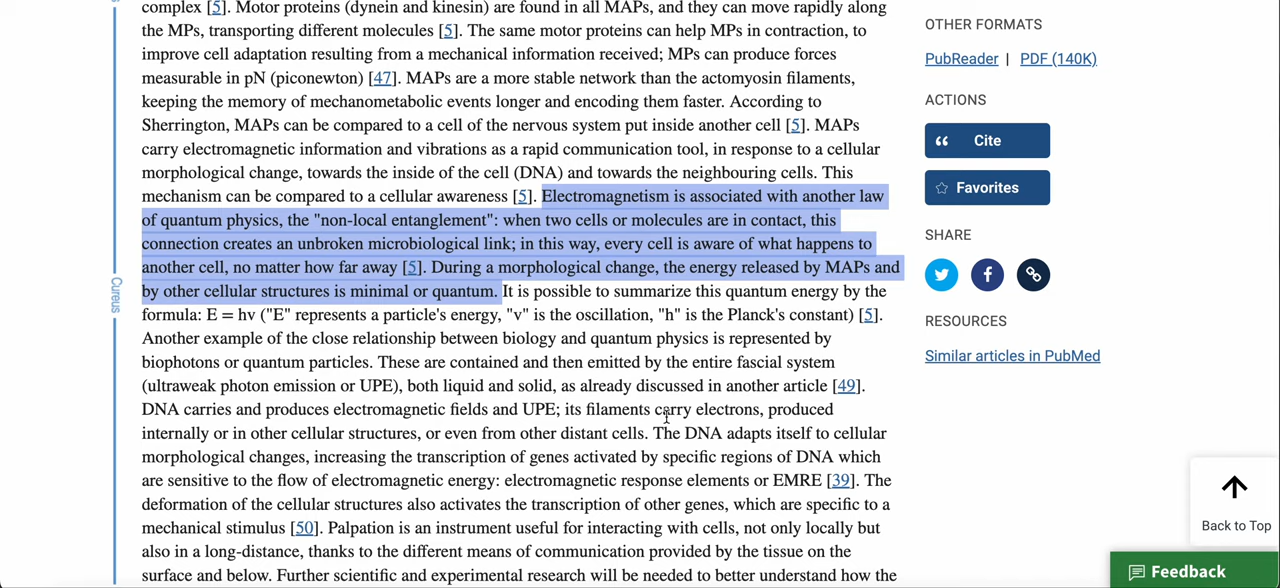 complex [5]. Motor proteins (dynein and kinesin) are found in all MAPs, and they can move rapidly along
the MPs, transporting different molecules [5]. The same motor proteins can help MPs in contraction, to
improve cell adaptation resulting from a mechanical information received; MPs can produce forces
measurable in pN (piconewton) [47]. MAPs are a more stable network than the actomyosin filaments,
keeping the memory of mechanometabolic events longer and encoding them faster. According to
Sherrington, MAPs can be compared to a cell of the nervous system put inside another cell [5]. MAPs
carry electromagnetic information and vibrations as a rapid communication tool, in response to a cellular
morphological change, towards the inside of the cell (DNA) and towards the neighbouring cells. This
mechanism can be compared to a cellular awareness [5]. Electromagnetism is associated with another law
of quantum physics, the "non-local entanglement": when two cells or molecules are in contact, this
connection creates an unbroken microbiological link; in this way, every cell is aware of what happens to
another cell, no matter how far away [5]. During a morphological change, the energy released by MAPs and
by other cellular structures is minimal or quantum. It is possible to summarize this quantum energy by the
formula: E = hv ("E" represents a particle's energy, "v" is the oscillation, "h" is the Planck's constant) [5].
Another example of the close relationship between biology and quantum physics is represented by
biophotons or quantum particles. These are contained and then emitted by the entire fascial system
(ultraweak photon emission or UPE), both liquid and solid, as already discussed in another article [49].
DNA carries and produces electromagnetic fields and UPE; its filaments carry electrons, produced
internally or in other cellular structures, or even from other distant cells. The DNA adapts itself to cellular
morphological changes, increasing the transcription of genes activated by specific regions of DNA which
are sensitive to the flow of electromagnetic energy: electromagnetic response elements or EMRE [39]. The
deformation of the cellular structures also activates the transcription of other genes, which are specific to a
mechanical stimulus [50]. Palpation is an instrument useful for interacting with cells, not only locally but
also in a long-distance, thanks to the different means of communication provided by the tissue on the
surface and below. Further scientific and experimental research will be needed to better understand how the
Cureus
OTHER FORMATS
PubReader | PDF (140K)
ACTIONS
Cite
Favorites
SHARE
RESOURCES
Similar articles in PubMed
Back to Top
Feedback